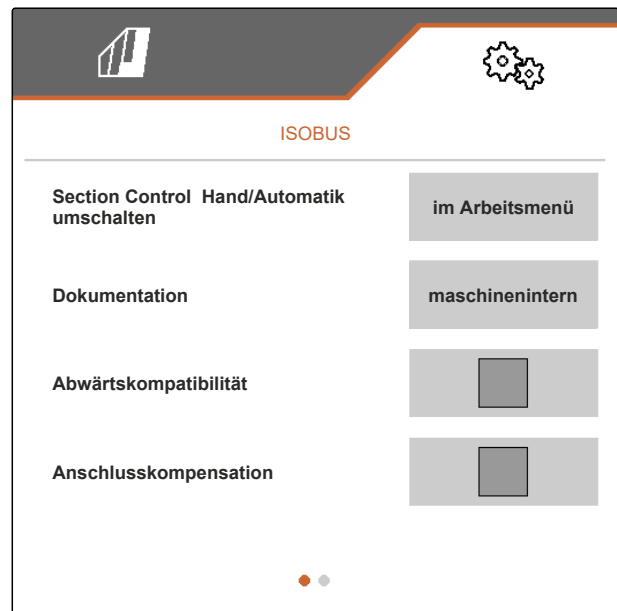 ISOBUS
Section Control Hand/Automatik
umschalten
im Arbeitsmenü
Dokumentation
maschinenintern
Abwärtskompatibilität
Anschlusskompensation